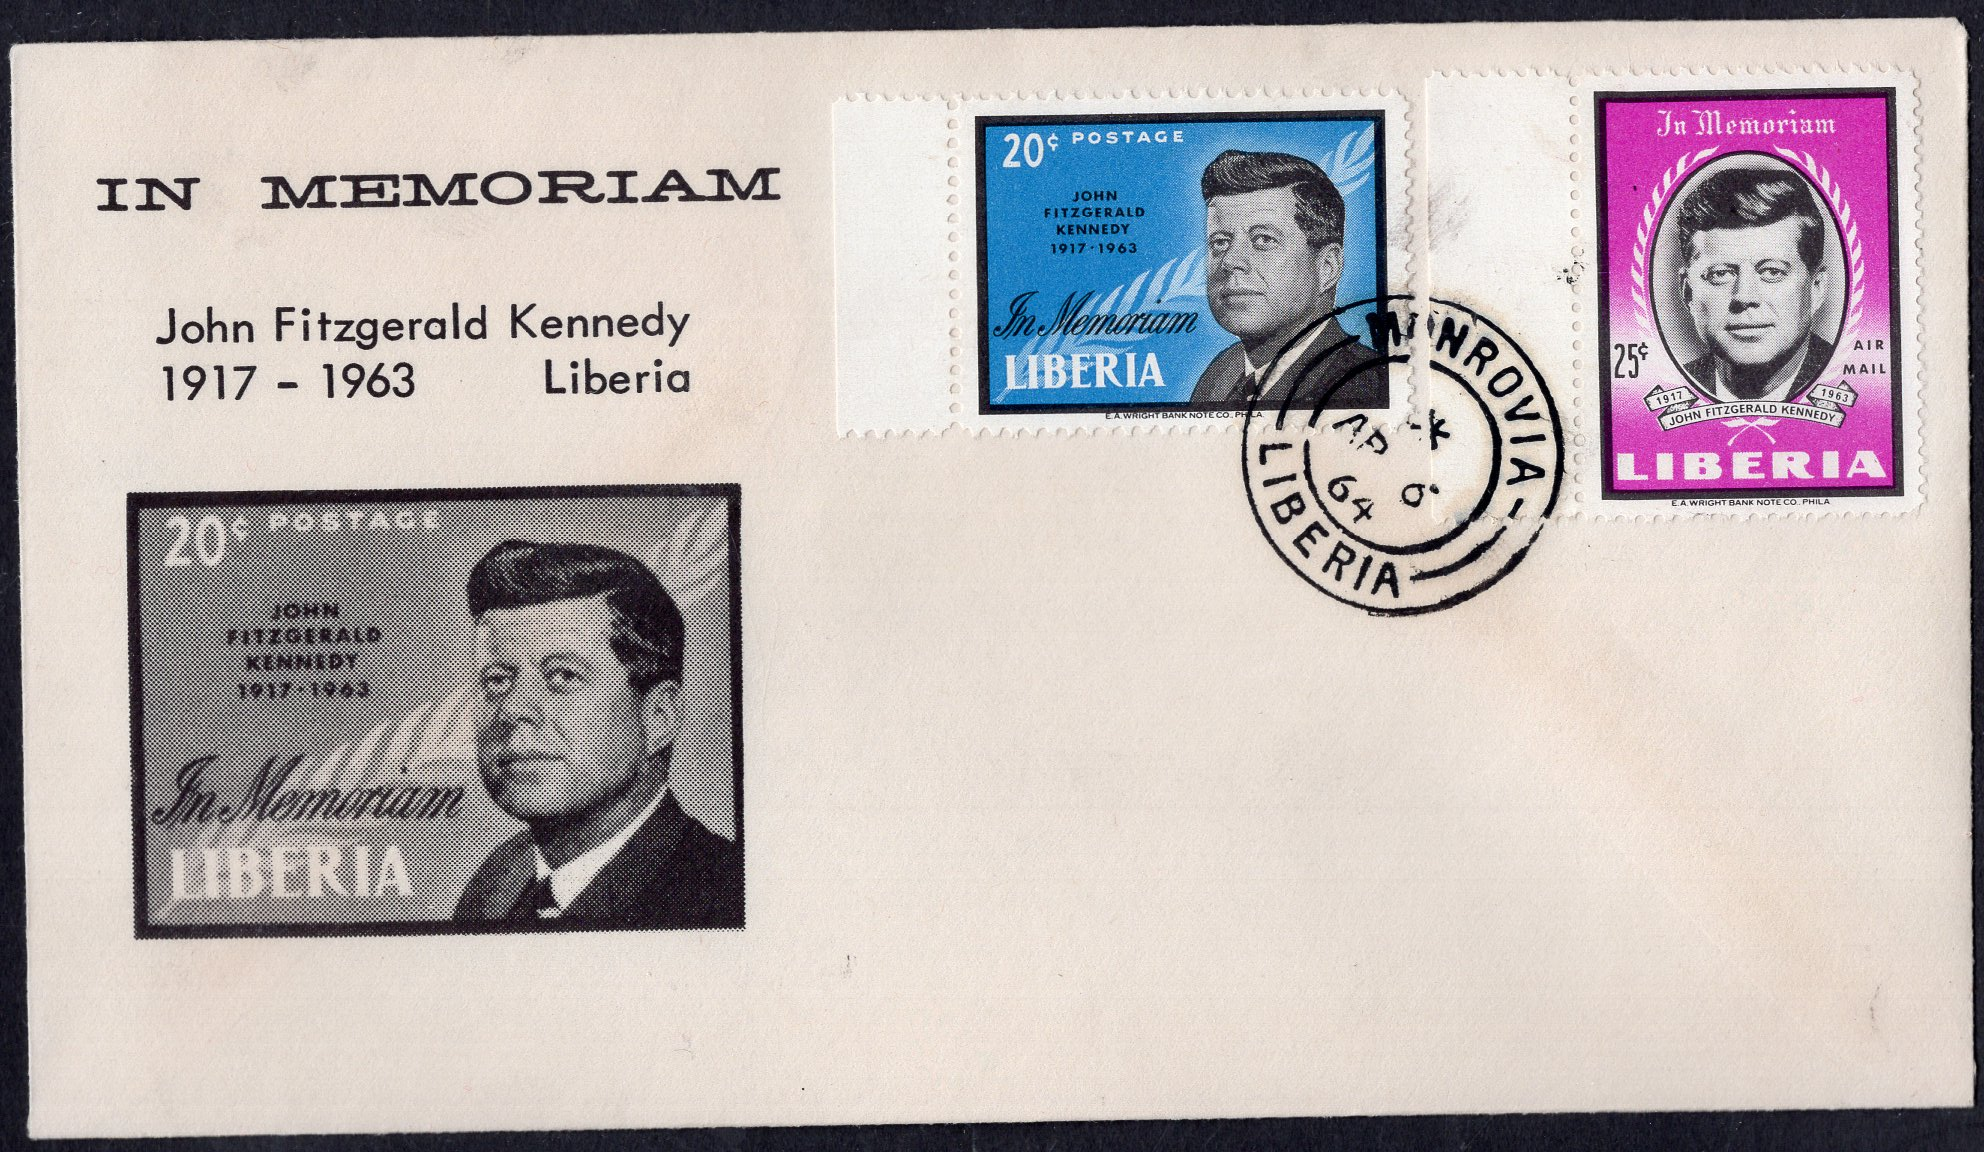 IN MEMORIAM
John Fitzgerald Kennedy
1917 – 1963 Liberia
20¢ POSTAGE
JOHN
FITZGERALD
KENNEDY
1917·1963
In Memoriam
LIBERIA
20¢ POSTAGE
JOHN
FITZGERALD
KENNEDY
1917·1963
In Memoriam
LIBERIA
E.A. WRIGHT BANK NOTE CO., PHILA.
In Memoriam
25¢
AIR
MAIL
1917 1963
JOHN FITZGERALD KENNEDY
LIBERIA
E.A. WRIGHT BANK NOTE CO., PHILA.
MONROVIA -
AP
64
LIBERIA